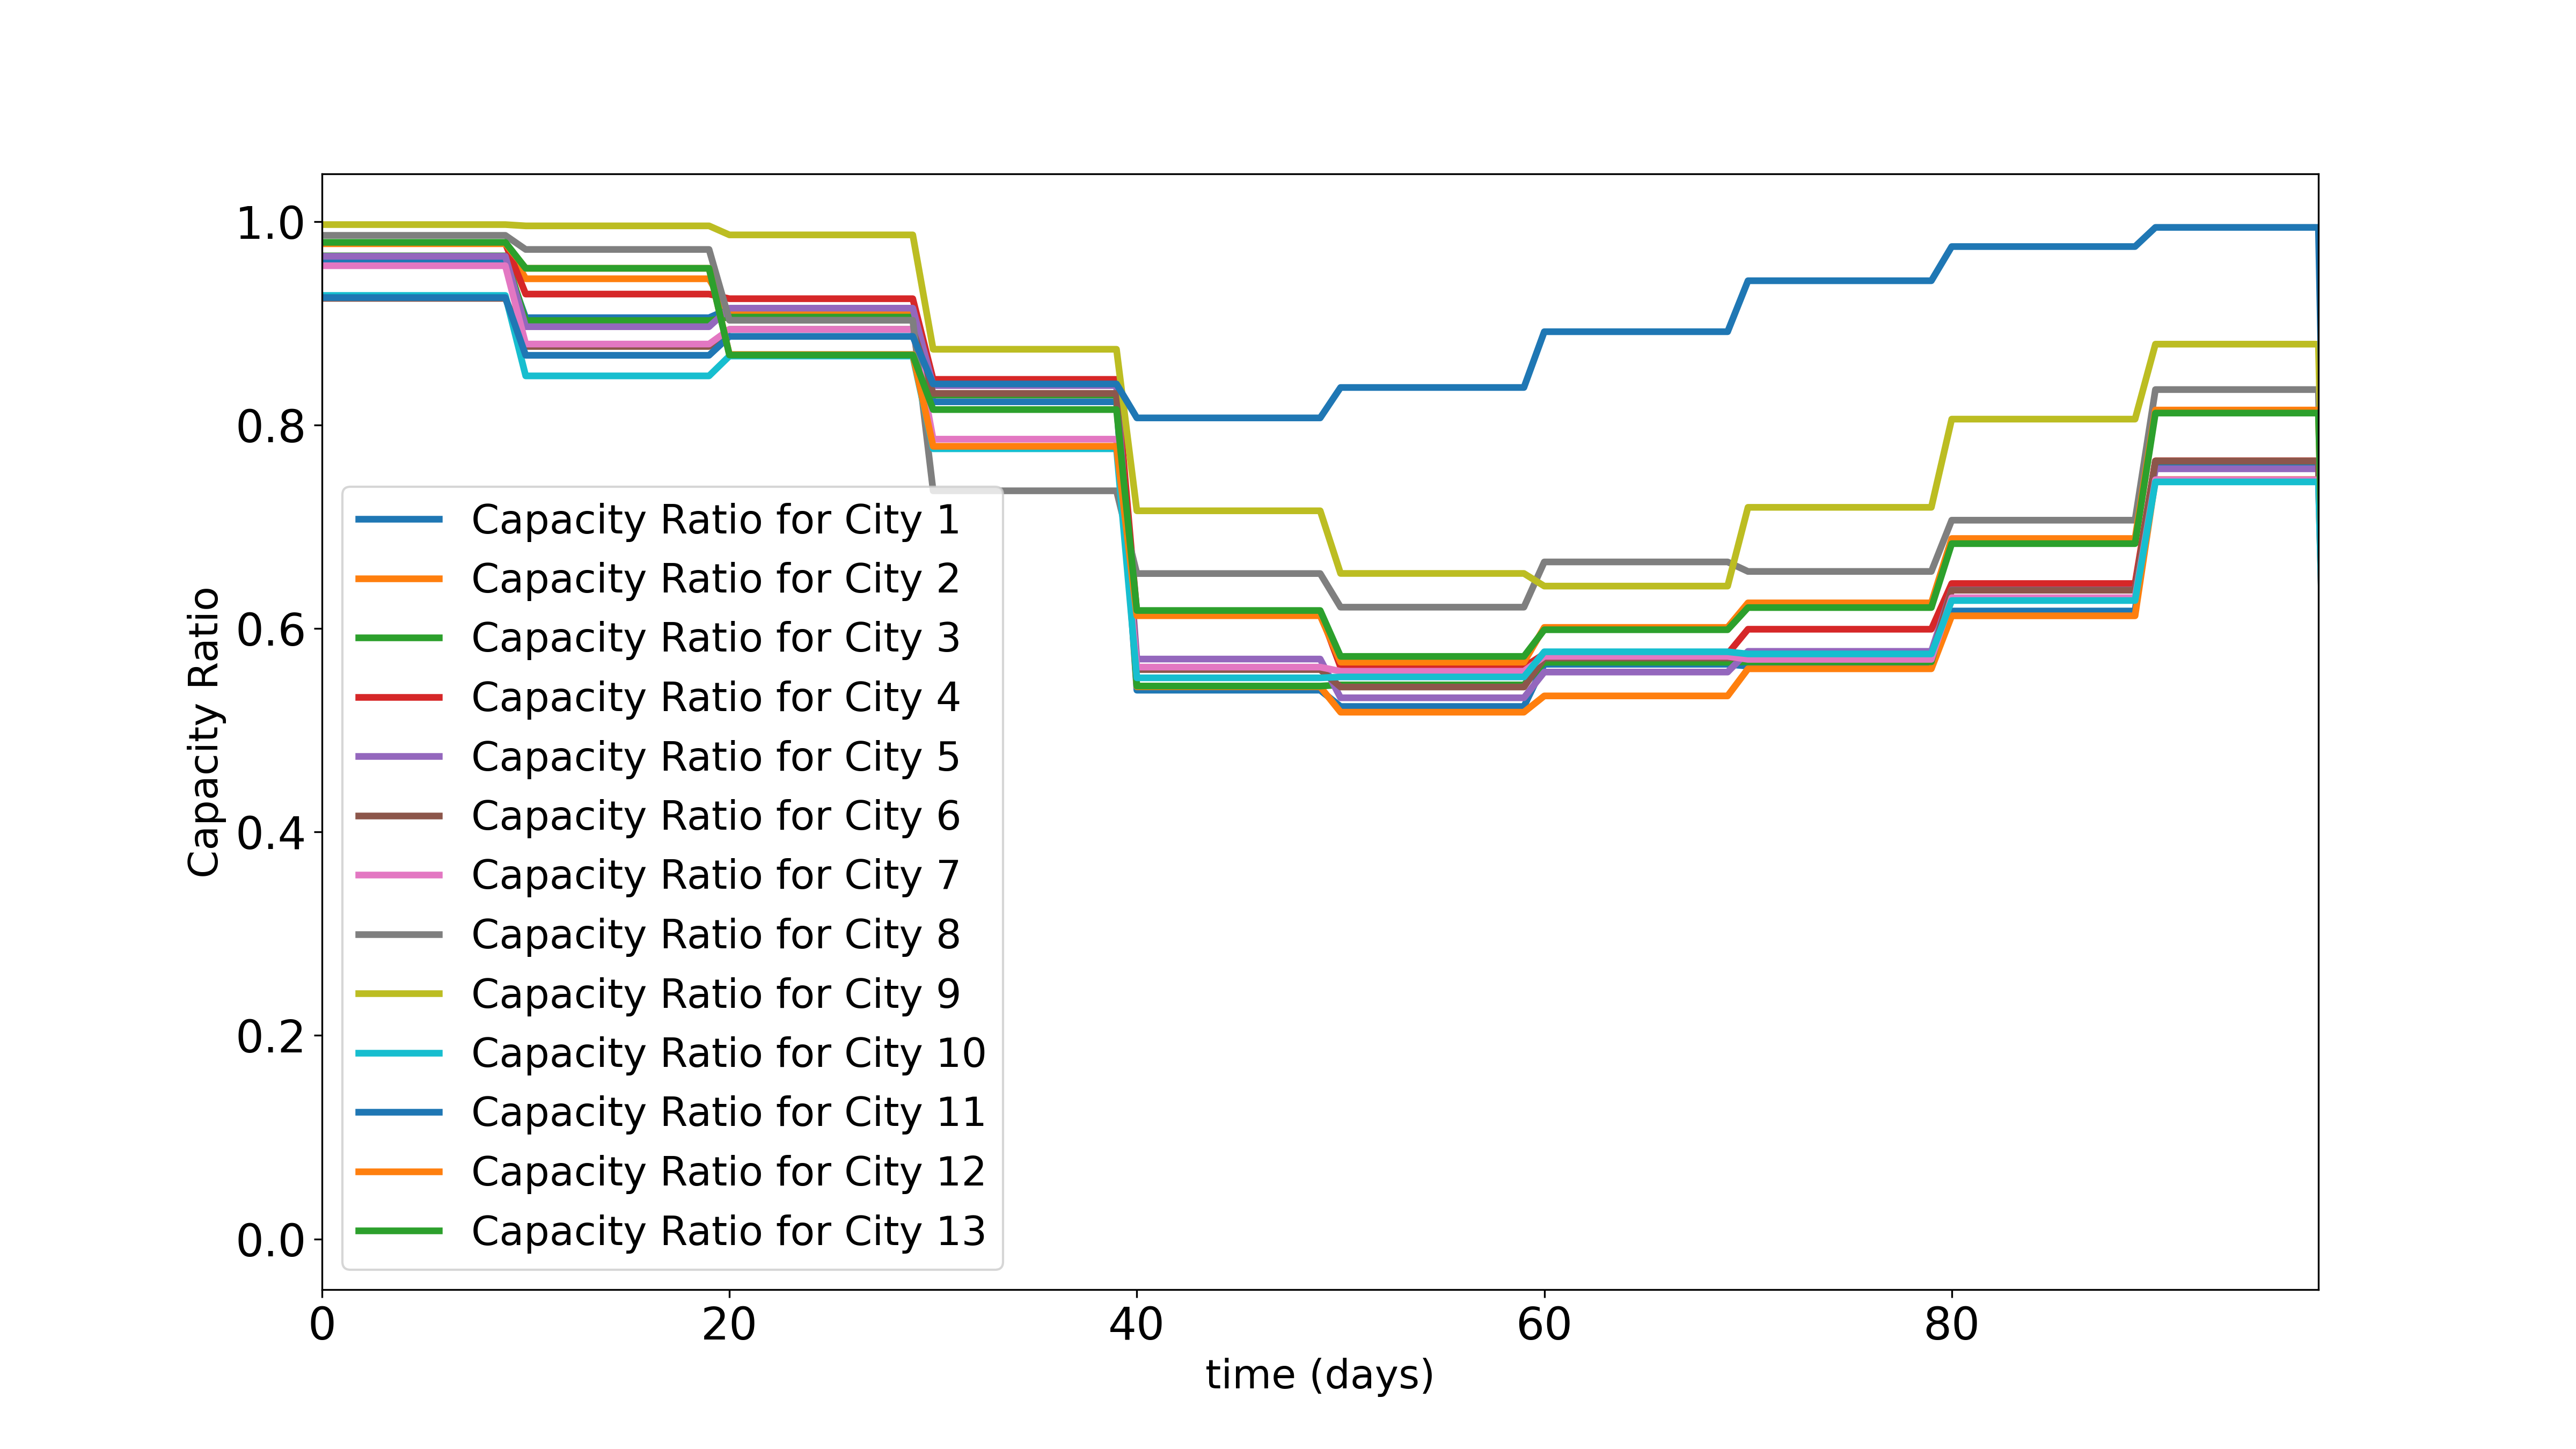 1.0
0.8
0.6
0.4
0.2
0.0
Capacity Ratio
Capacity Ratio for City 1
Capacity Ratio for City 2
Capacity Ratio for City 3
Capacity Ratio for City 4
Capacity Ratio for City 5
Capacity Ratio for City 6
Capacity Ratio for City 7
Capacity Ratio for City 8
Capacity Ratio for City 9
Capacity Ratio for City 10
Capacity Ratio for City 11
Capacity Ratio for City 12
Capacity Ratio for City 13
0 20 40 60 80
time (days)